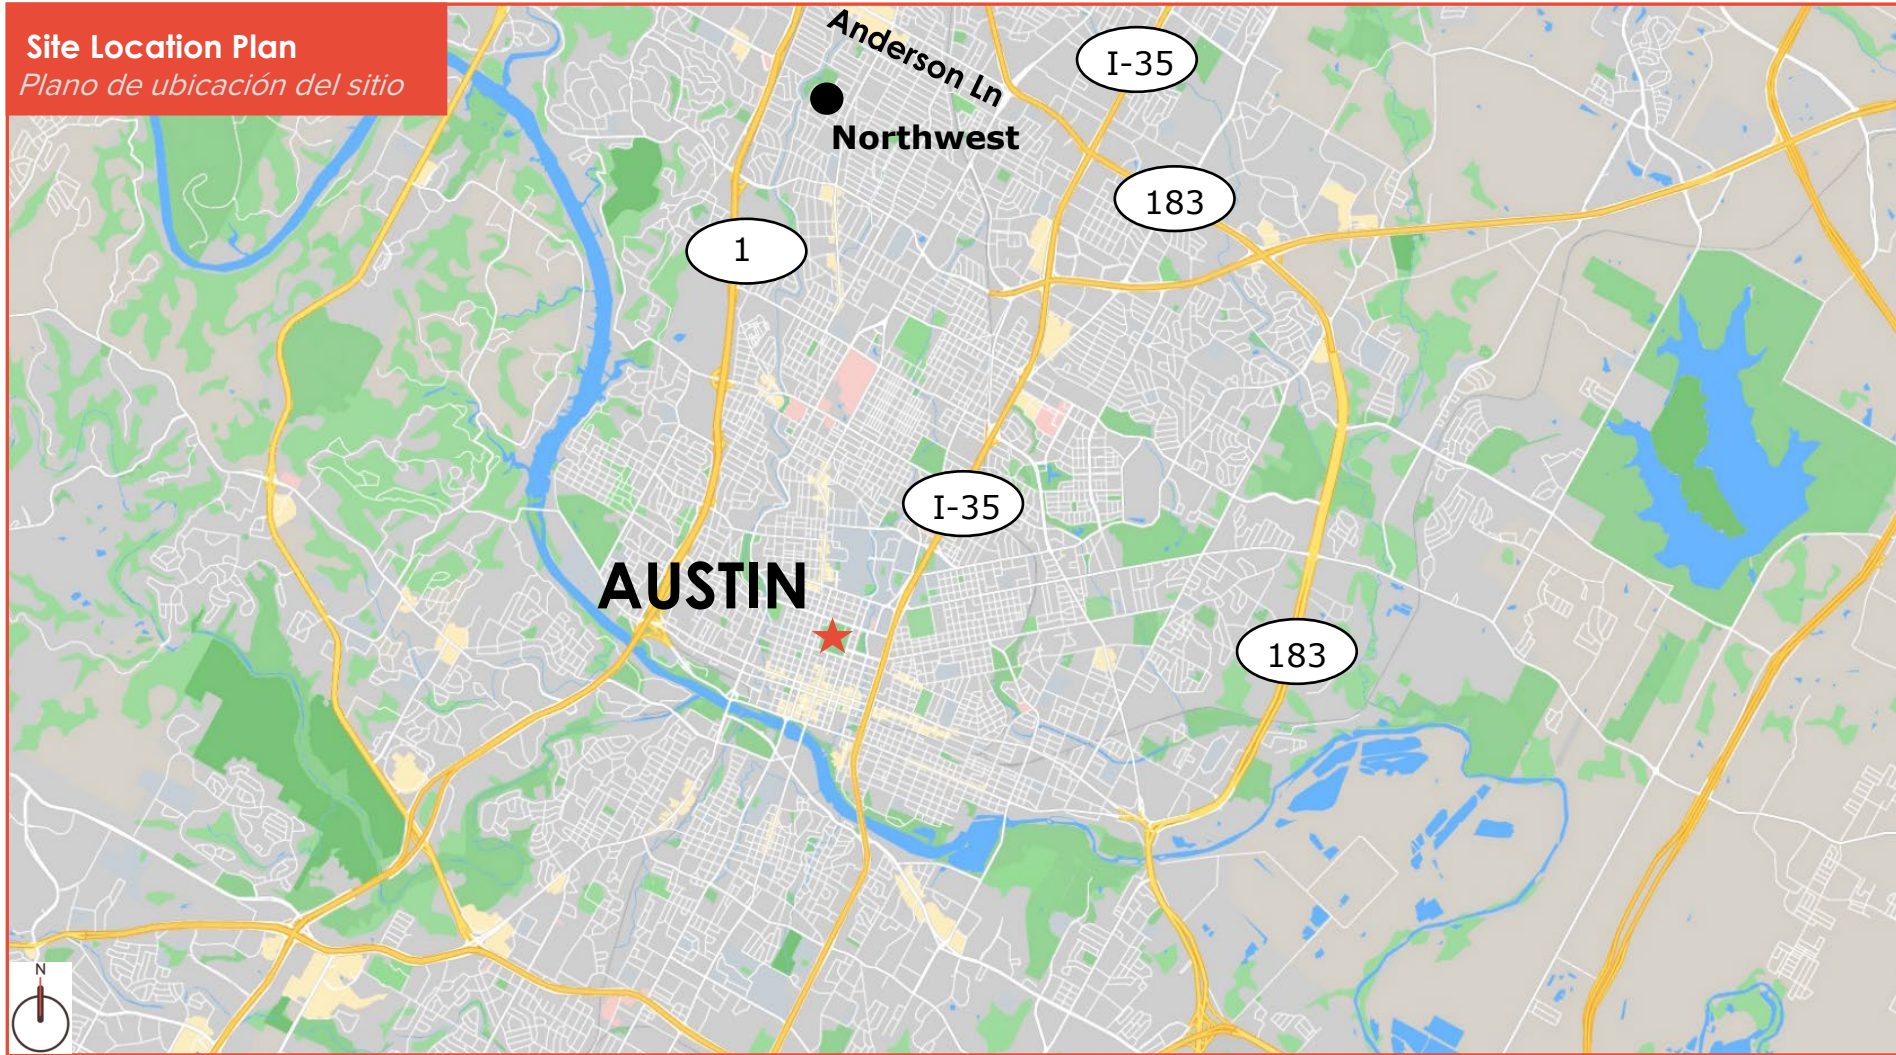 Site Location Plan
Plano de ubicación del sitio
Anderson Ln
I-35
Northwest
183
1
I-35
AUSTIN
183
N